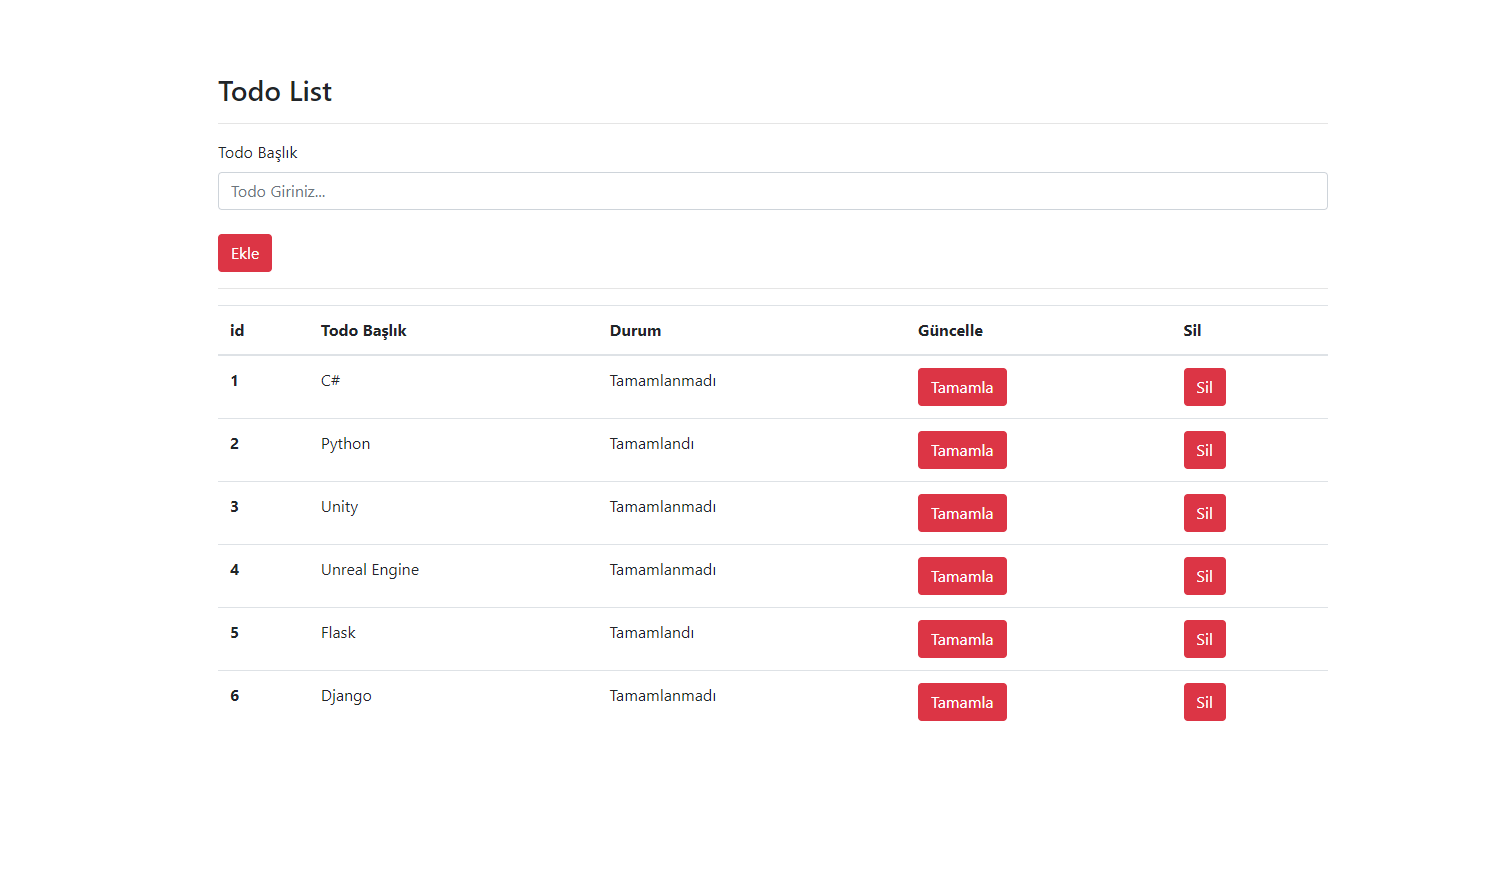 Todo List
Todo Başlık
Todo Giriniz...
Ekle
id Todo Başlık Durum Güncelle Sil
1 C# Tamamlanmadı Tamamla Sil
2 Python Tamamlandı Tamamla Sil
3 Unity Tamamlanmadı Tamamla Sil
4 Unreal Engine Tamamlanmadı Tamamla Sil
5 Flask Tamamlandı Tamamla Sil
6 Django Tamamlanmadı Tamamla Sil